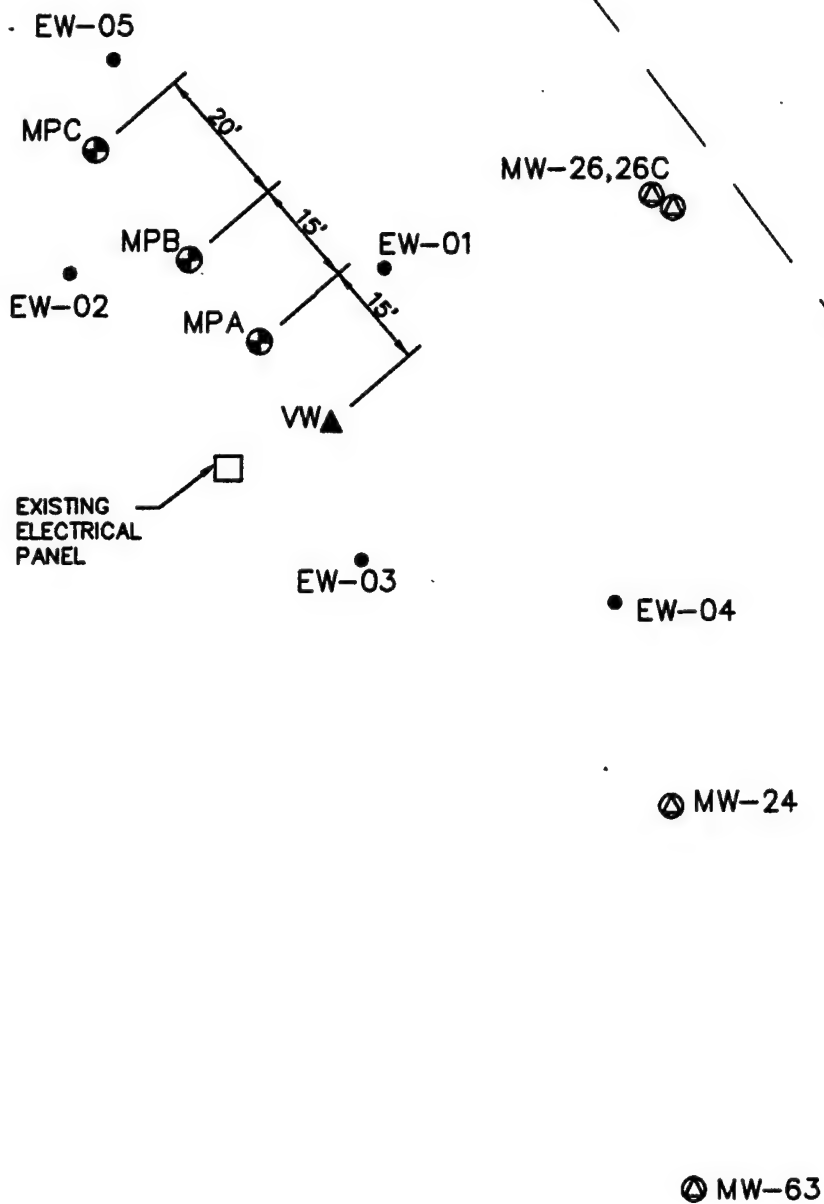 EW-05
MPC
20'
MW-26,26C
MPB
15'
EW-01
EW-02
MPA
15'
VW
EXISTING
ELECTRICAL
PANEL
EW-03
EW-04
MW-24
MW-63